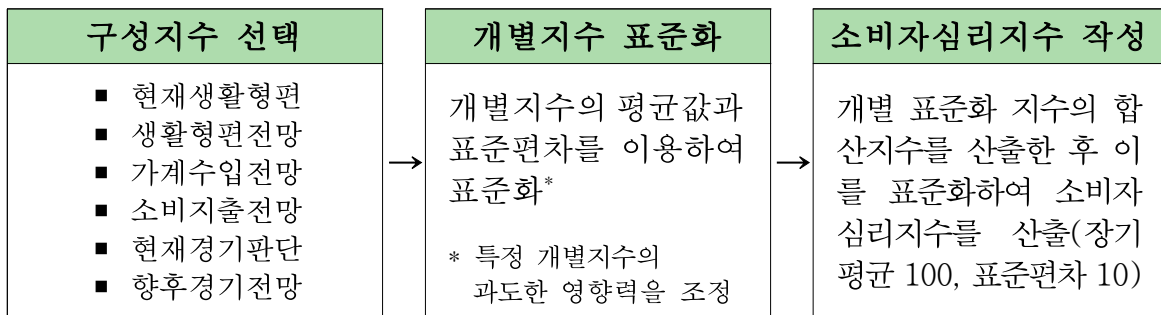 구성지수 선택
■ 현재생활형편
■ 생활형편전망
■ 가계수입전망
■ 소비지출전망
■ 현재경기판단
■ 향후경기전망
→
개별지수 표준화
개별지수의 평균값과
표준편차를 이용하여
표준화*
* 특정 개별지수의
과도한 영향력을 조정
→
소비자심리지수 작성
개별 표준화 지수의 합
산지수를 산출한 후 이
를 표준화하여 소비자
심리지수를 산출(장기
평균 100, 표준편차 10)